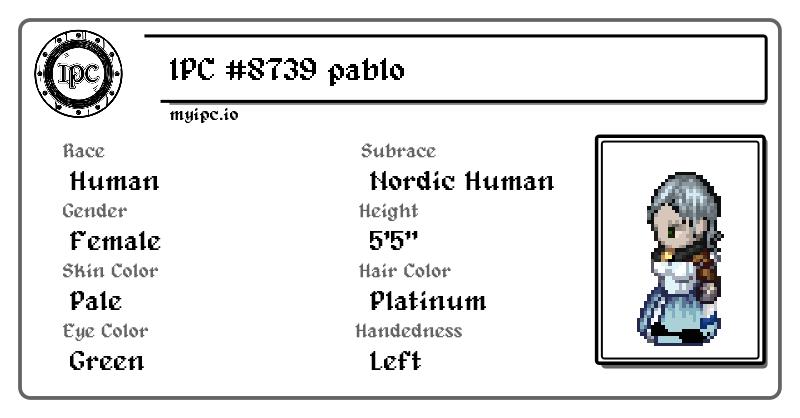 IPC
IPC #8739 pablo
myipc.io
Race
Human
Subrace
Nordic Human
Gender
Female
Height
5'5"
Skin Color
Pale
Hair Color
Platinum
Eye Color
Green
Handedness
Left